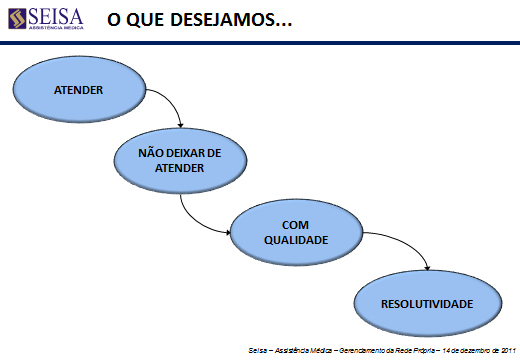 SEISA
ASSISTÊNCIA MÉDICA
O QUE DESEJAMOS...
ATENDER
NÃO DEIXAR DE
ATENDER
COM
QUALIDADE
RESOLUTIVIDADE
Seisa – Assistência Médica – Gerenciamento da Rede Própria – 14 de dezembro de 2011